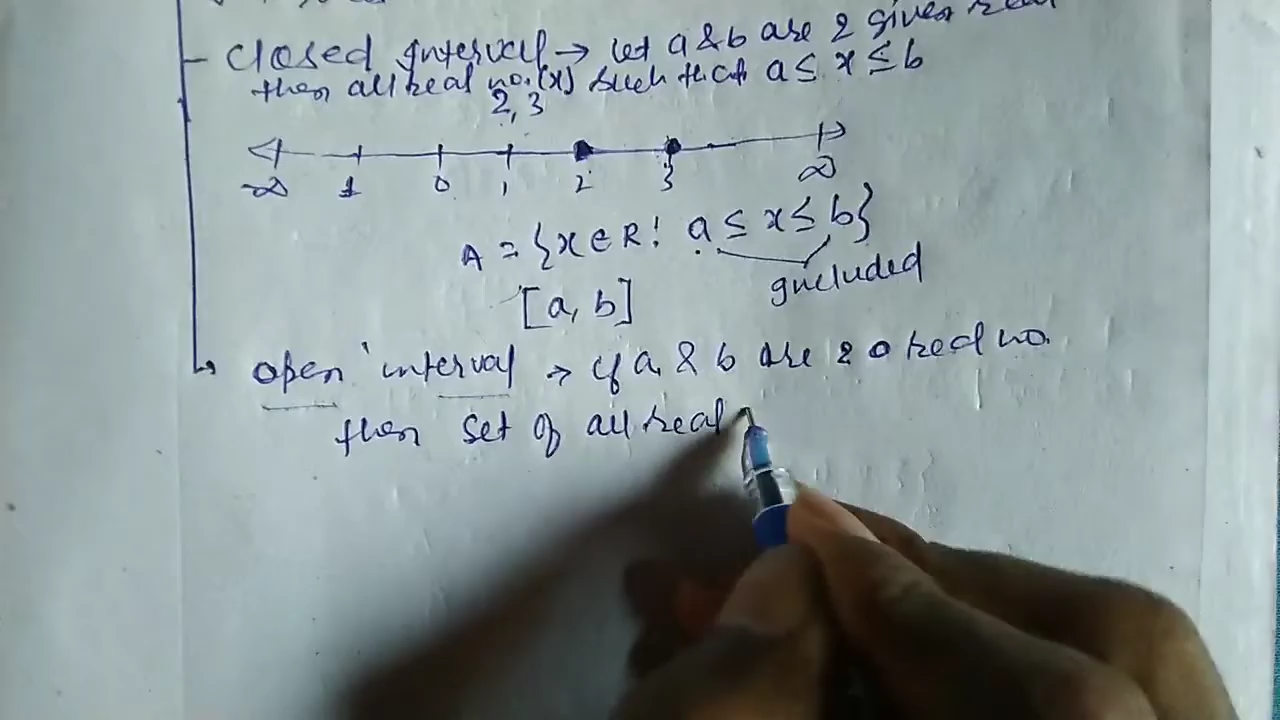 closed interval → let a & b are 2 given real
then all real no. (x) such that a ≤ x ≤ b
2, 3
-∞ 1 0 1 2 3 ∞
A = {x ∈ R ! a ≤ x ≤ b}
included
[a, b]
open interval → if a & b are 2 real no.
then set of all real